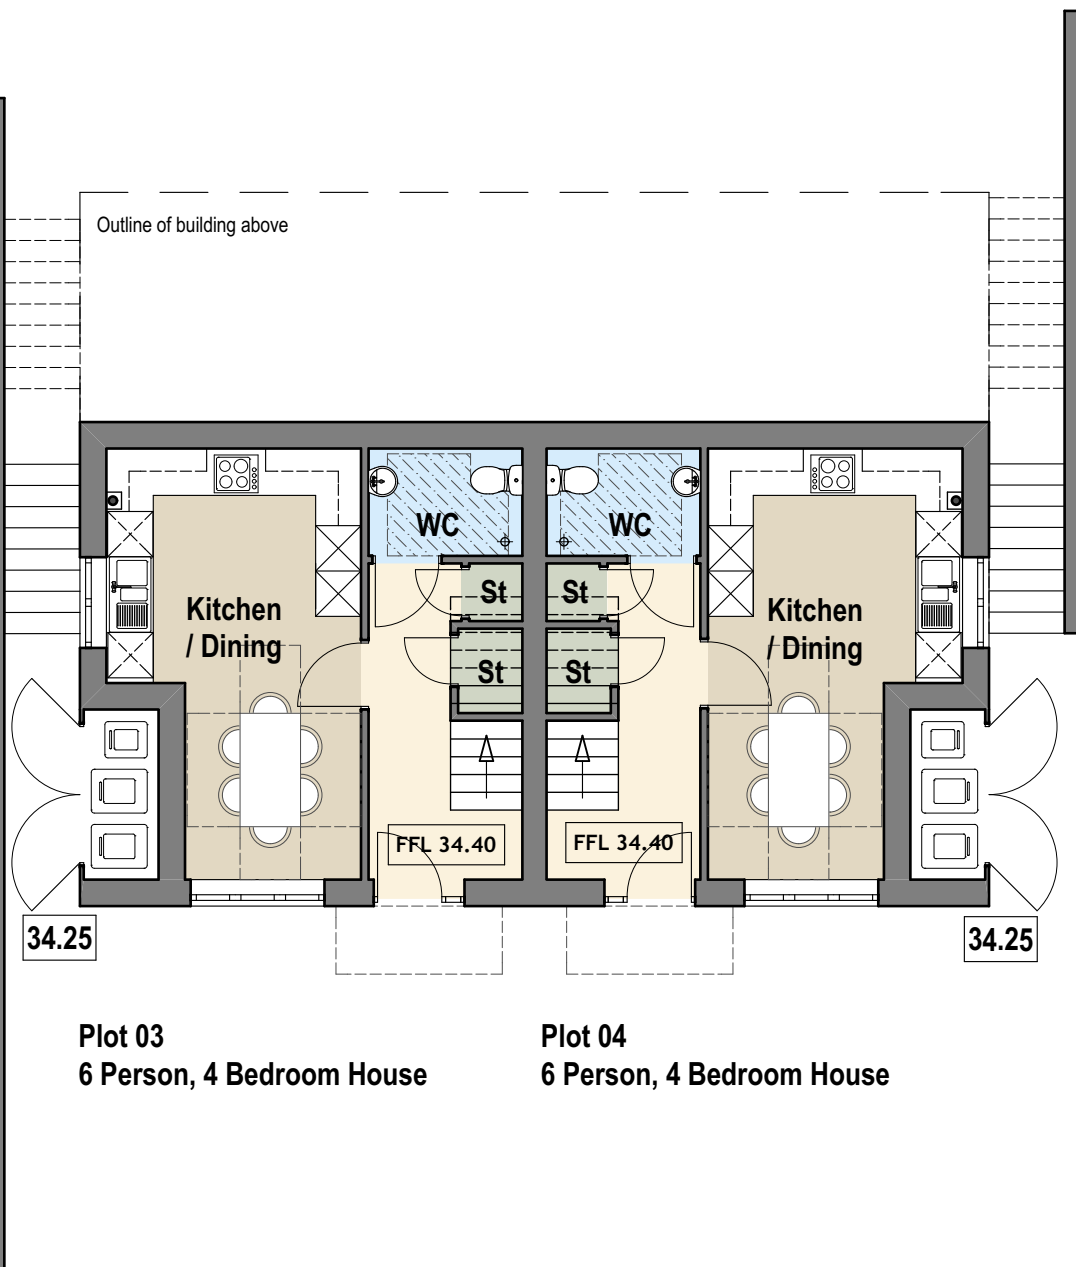 Outline of building above
WC
WC
St
St
Kitchen
/ Dining
Kitchen
/ Dining
St
St
FFL 34.40
FFL 34.40
34.25
34.25
Plot 03
6 Person, 4 Bedroom House
Plot 04
6 Person, 4 Bedroom House